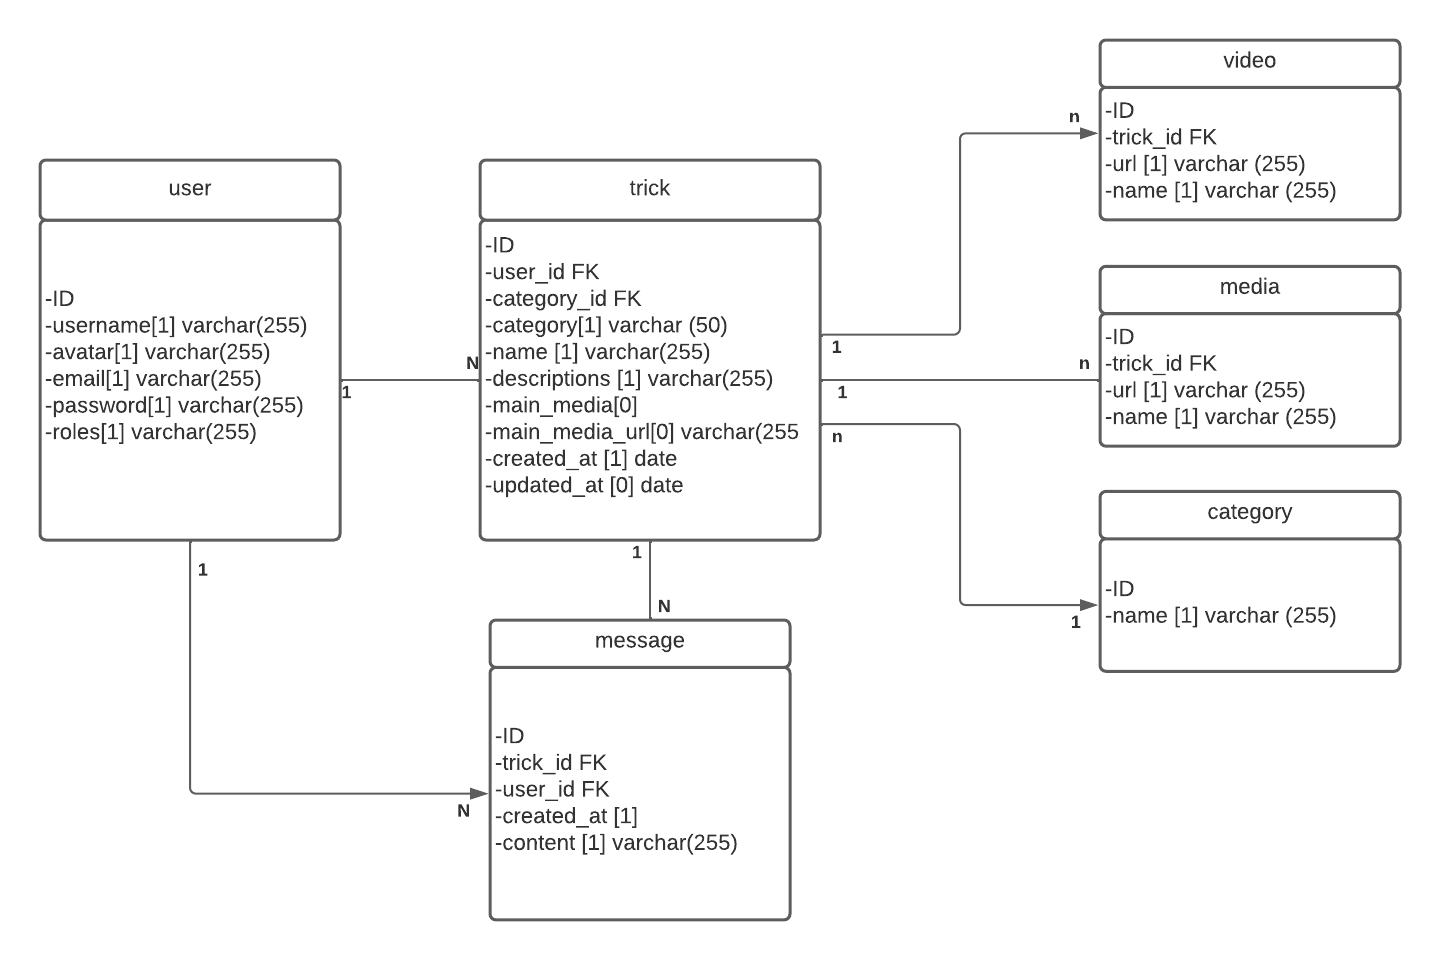 user
-ID
-username[1] varchar(255)
-avatar[1] varchar(255)
-email[1] varchar(255)
-password[1] varchar(255)
-roles[1] varchar(255)
1
N
1
N
trick
-ID
-user_id FK
-category_id FK
-category[1] varchar (50)
-name [1] varchar(255)
-descriptions [1] varchar(255)
-main_media[0]
-main_media_url[0] varchar(255
-created_at [1] date
-updated_at [0] date
1
N
message
-ID
-trick_id FK
-user_id FK
-created_at [1]
-content [1] varchar(255)
1
n
video
-ID
-trick_id FK
-url [1] varchar (255)
-name [1] varchar (255)
1
n
media
-ID
-trick_id FK
-url [1] varchar (255)
-name [1] varchar (255)
n
1
category
-ID
-name [1] varchar (255)